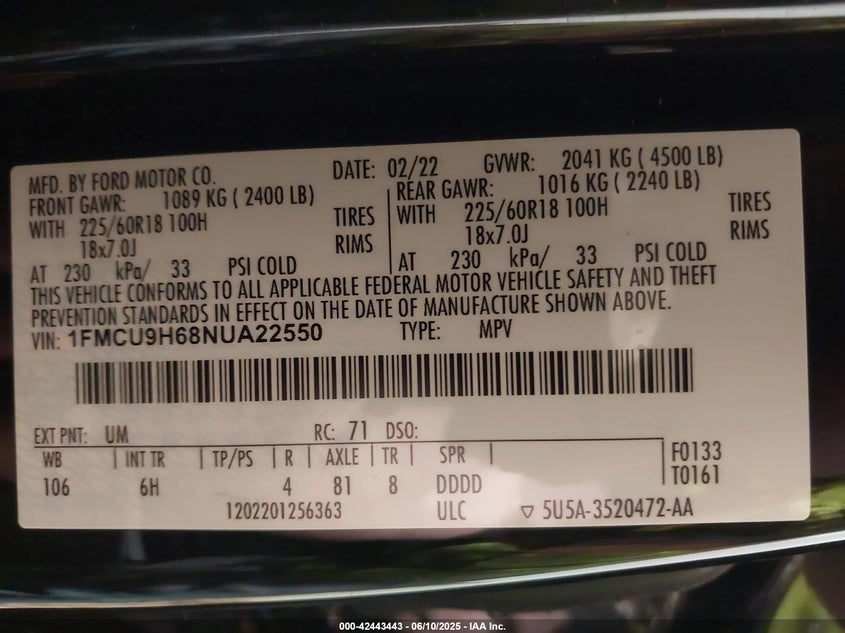 MFD. BY FORD MOTOR CO. DATE: 02/22 GVWR: 2041 KG ( 4500 LB)
FRONT GAWR: 1089 KG ( 2400 LB) REAR GAWR: 1016 KG ( 2240 LB)
WITH 225/60R18 100H TIRES WITH 225/60R18 100H TIRES
18x7.0J RIMS 18x7.0J RIMS
AT 230 kPa/ 33 PSI COLD AT 230 kPa/ 33 PSI COLD
THIS VEHICLE CONFORMS TO ALL APPLICABLE FEDERAL MOTOR VEHICLE SAFETY AND THEFT
PREVENTION STANDARDS IN EFFECT ON THE DATE OF MANUFACTURE SHOWN ABOVE.
VIN: 1FMCU9H68NUA22550 TYPE: MPV
EXT PNT: UM RC: 71 DSO:
WB INT TR TP/PS R AXLE TR SPR F0133
106 6H 4 81 8 DDDD T0161
1202201256363 ULC ▽ 5U5A-3520472-AA
000-42443443 - 06/10/2025 - IAA Inc.